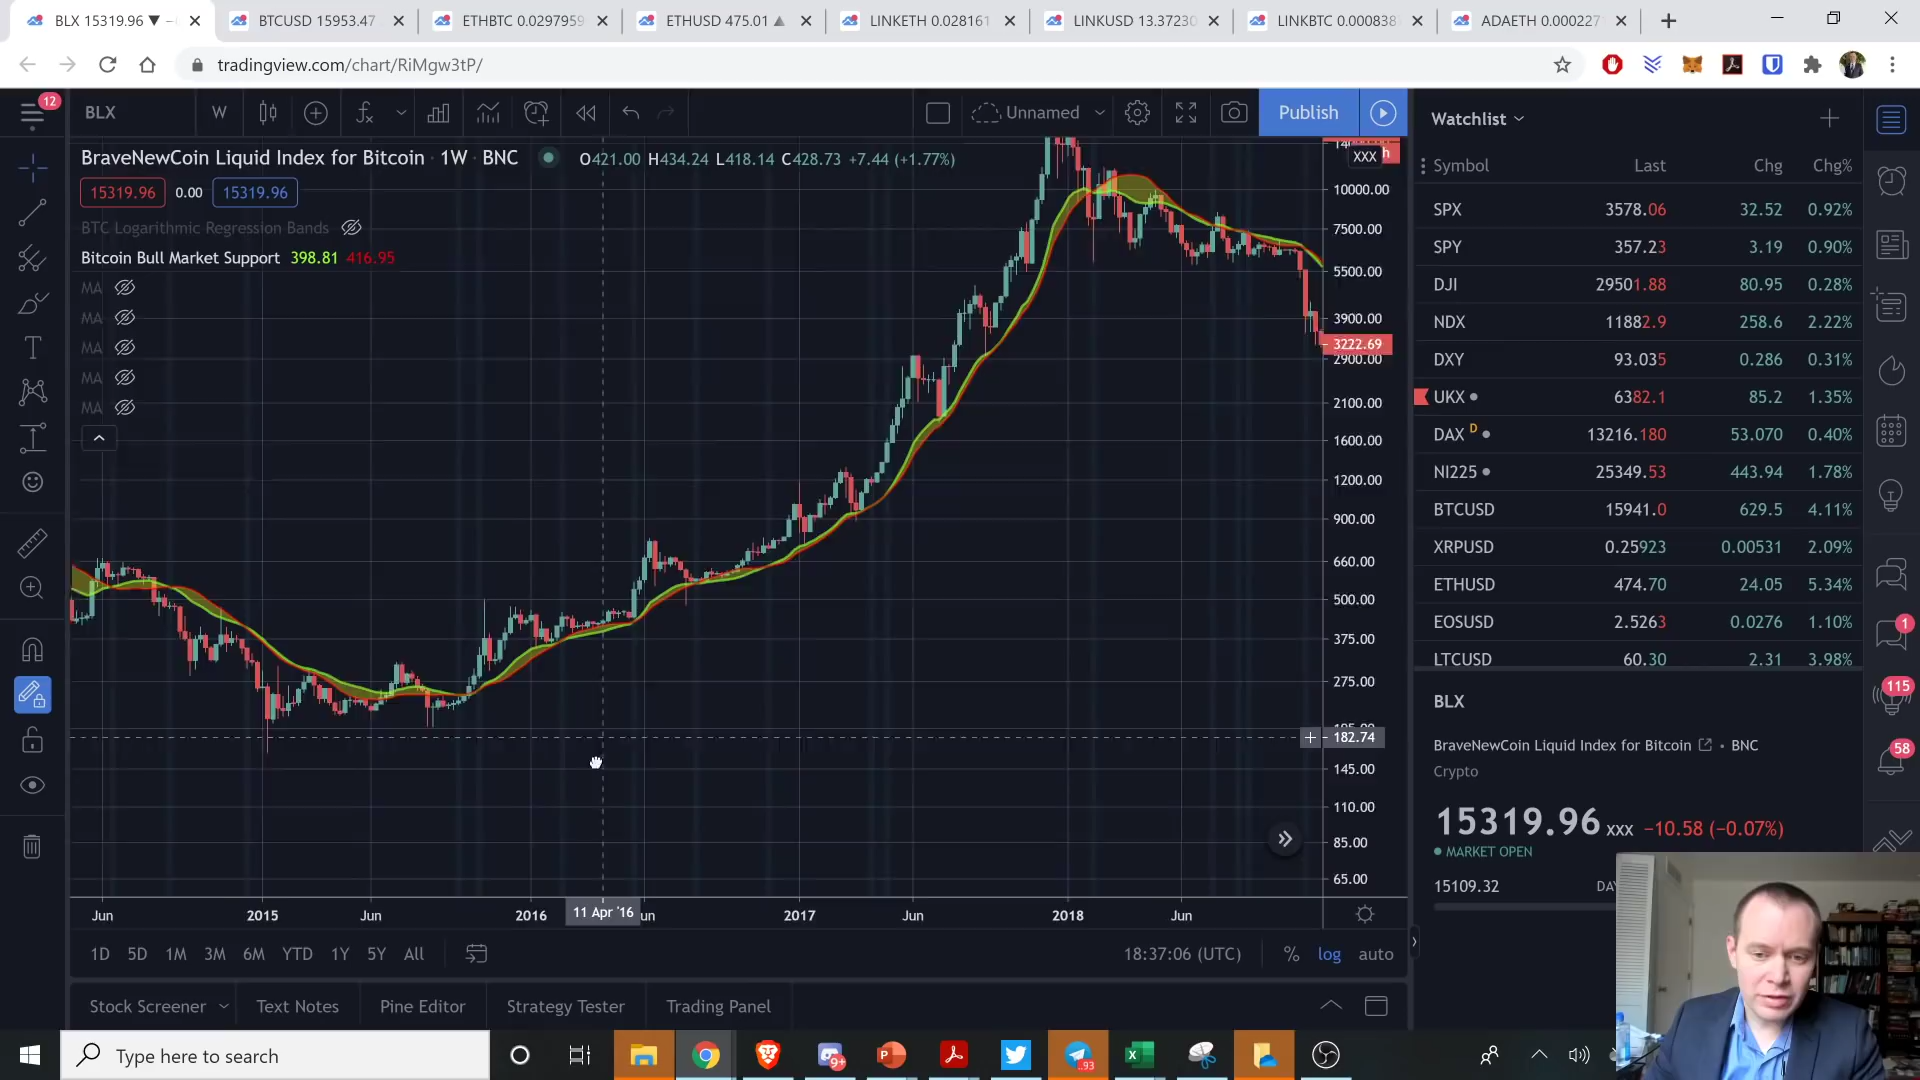 BLX 15319.96 ▼ −
BTCUSD 15953.47
ETHBTC 0.0297959
ETHUSD 475.01 ▲
LINKETH 0.028161
LINKUSD 13.37230
LINKBTC 0.000838
ADAETH 0.000227
tradingview.com/chart/RiMgw3tP/
12
BLX
W
Unnamed
Publish
BraveNewCoin Liquid Index for Bitcoin · 1W · BNC
O421.00 H434.24 L418.14 C428.73 +7.44 (+1.77%)
15319.96 0.00 15319.96
BTC Logarithmic Regression Bands
Bitcoin Bull Market Support 398.81 416.95
MA
MA
MA
MA
MA
XXX
10000.00
7500.00
5500.00
3900.00
3222.69
2900.00
2100.00
1600.00
1200.00
900.00
660.00
500.00
375.00
275.00
182.74
145.00
110.00
85.00
65.00
Jun 2015 Jun 2016 11 Apr '16 un 2017 Jun 2018 Jun
1D 5D 1M 3M 6M YTD 1Y 5Y All
18:37:06 (UTC) % log auto
Stock Screener Text Notes Pine Editor Strategy Tester Trading Panel
Watchlist
Symbol Last Chg Chg%
SPX 3578.06 32.52 0.92%
SPY 357.23 3.19 0.90%
DJI 29501.88 80.95 0.28%
NDX 11882.9 258.6 2.22%
DXY 93.035 0.286 0.31%
UKX 6382.1 85.2 1.35%
DAX D 13216.180 53.070 0.40%
NI225 25349.53 443.94 1.78%
BTCUSD 15941.0 629.5 4.11%
XRPUSD 0.25923 0.00531 2.09%
ETHUSD 474.70 24.05 5.34%
EOSUSD 2.5263 0.0276 1.10%
LTCUSD 60.30 2.31 3.98%
BLX
BraveNewCoin Liquid Index for Bitcoin · BNC
Crypto
15319.96 XXX −10.58 (−0.07%)
MARKET OPEN
15109.32 DAY
1
115
58
Type here to search
9+
93